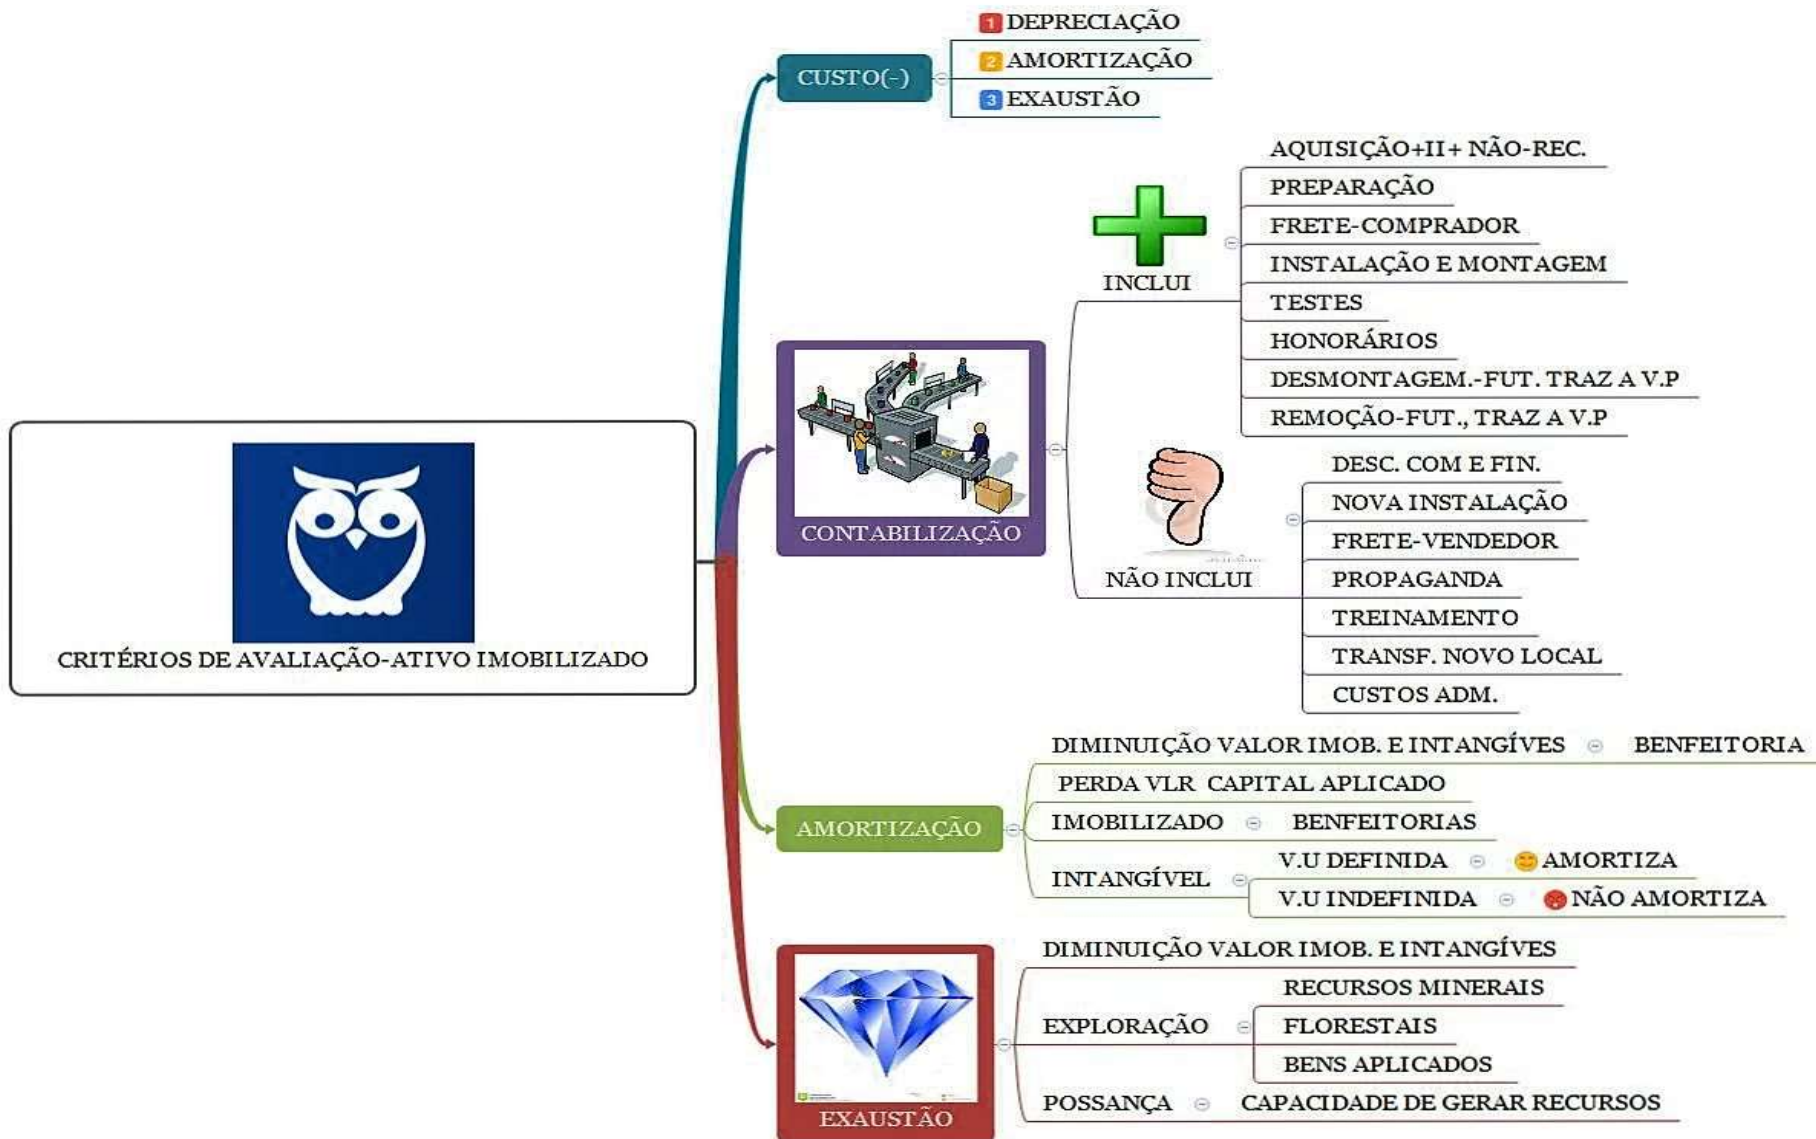 CRITÉRIOS DE AVALIAÇÃO-ATIVO IMOBILIZADO
CUSTO(-)
1 DEPRECIAÇÃO
2 AMORTIZAÇÃO
3 EXAUSTÃO
CONTABILIZAÇÃO
INCLUI
AQUISIÇÃO+II+ NÃO-REC.
PREPARAÇÃO
FRETE-COMPRADOR
INSTALAÇÃO E MONTAGEM
TESTES
HONORÁRIOS
DESMONTAGEM.-FUT. TRAZ A V.P
REMOÇÃO-FUT., TRAZ A V.P
NÃO INCLUI
DESC. COM E FIN.
NOVA INSTALAÇÃO
FRETE-VENDEDOR
PROPAGANDA
TREINAMENTO
TRANSF. NOVO LOCAL
CUSTOS ADM.
AMORTIZAÇÃO
DIMINUIÇÃO VALOR IMOB. E INTANGÍVES BENFEITORIA
PERDA VLR CAPITAL APLICADO
IMOBILIZADO BENFEITORIAS
INTANGÍVEL
V.U DEFINIDA AMORTIZA
V.U INDEFINIDA NÃO AMORTIZA
EXAUSTÃO
DIMINUIÇÃO VALOR IMOB. E INTANGÍVES
EXPLORAÇÃO
RECURSOS MINERAIS
FLORESTAIS
BENS APLICADOS
POSSANÇA CAPACIDADE DE GERAR RECURSOS